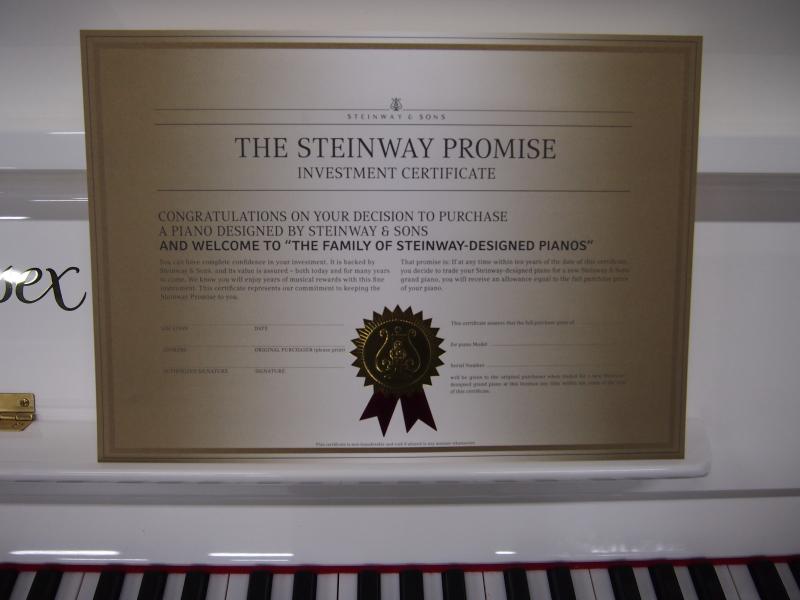 STEINWAY & SONS
THE STEINWAY PROMISE
INVESTMENT CERTIFICATE
CONGRATULATIONS ON YOUR DECISION TO PURCHASE
A PIANO DESIGNED BY STEINWAY & SONS
AND WELCOME TO “THE FAMILY OF STEINWAY-DESIGNED PIANOS”
You can have complete confidence in your investment. It is backed by
Steinway & Sons, and its value is assured – both today and for many years
to come. We know you will enjoy years of musical rewards with this fine
instrument. This certificate represents our commitment to keeping the
Steinway Promise to you.
That promise is: If at any time within ten years of the date of this certificate,
you decide to trade your Steinway-designed piano for a new Steinway & Sons
grand piano, you will receive an allowance equal to the full purchase price
of your piano.
DATE
ORIGINAL PURCHASER (please print)
AUTHORIZED SIGNATURE
SIGNATURE
This certificate assures that the full purchase price of
for piano Model
Serial Number
will be given to the original purchaser when traded for a new Steinway-
designed grand piano at this location any time within ten years of the date
of this certificate.
This certificate is non-transferable and void if altered in any manner whatsoever.
ex